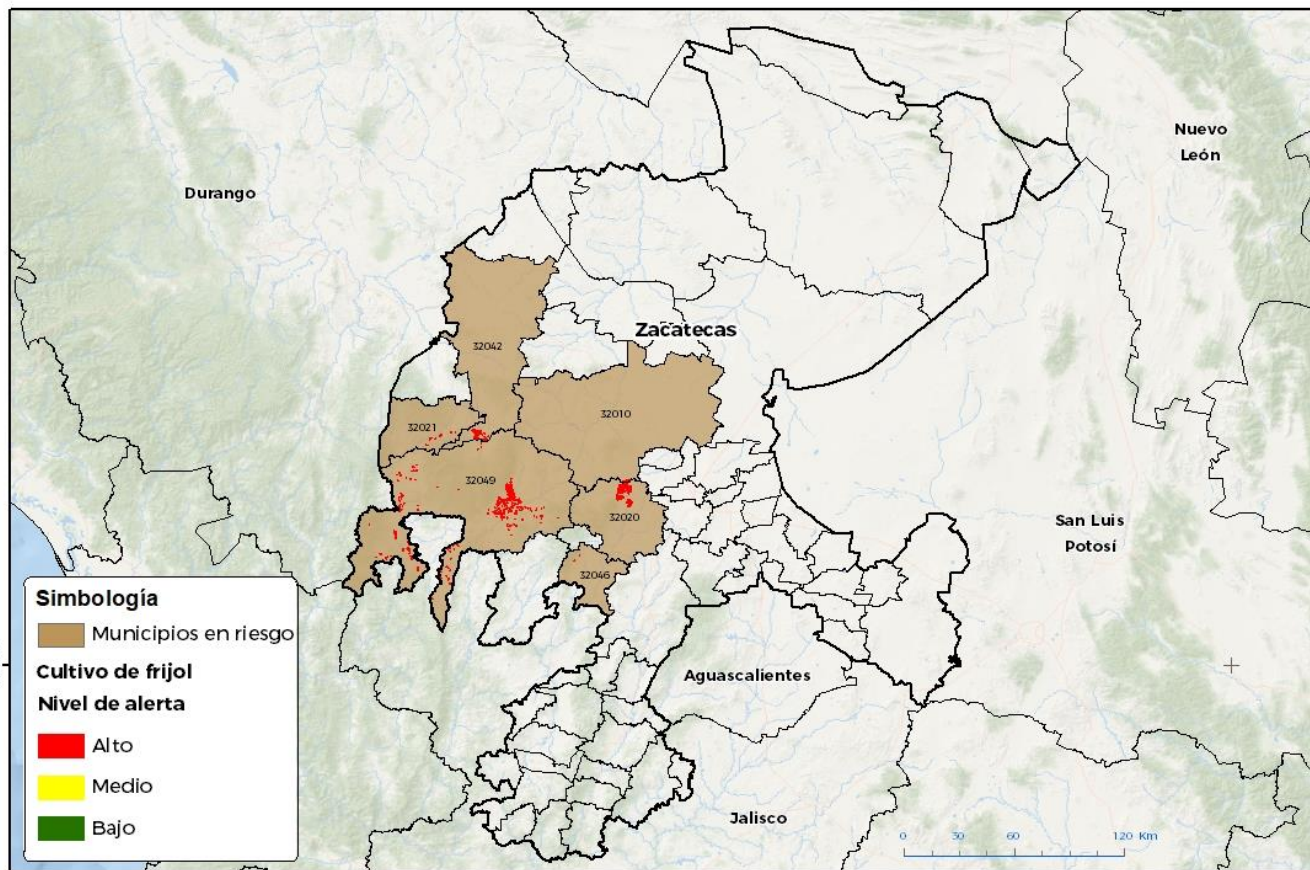 Nuevo
León
Durango
Zacatecas
32042
32010
32021
32049
32020
32046
San Luis
Potosí
Aguascalientes
Jalisco
Simbología
Municipios en riesgo
Cultivo de frijol
Nivel de alerta
Alto
Medio
Bajo
0 30 60 120 Km